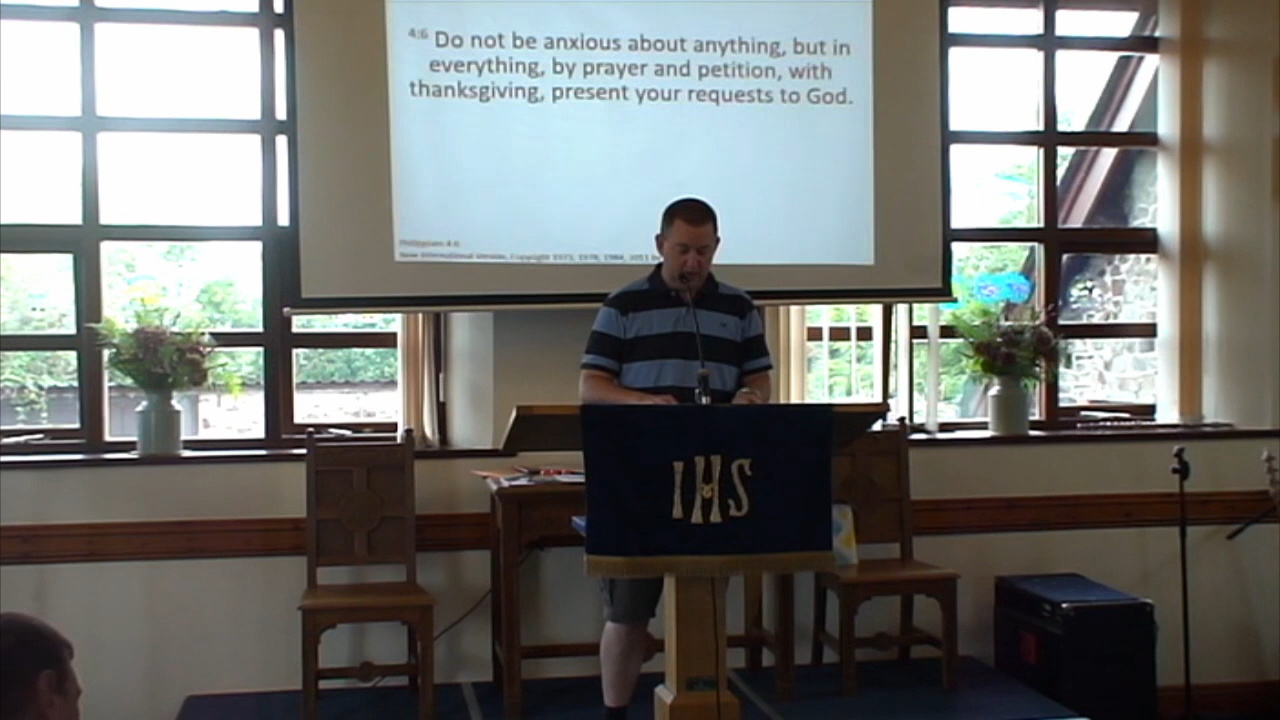 4:6 Do not be anxious about anything, but in
everything, by prayer and petition, with
thanksgiving, present your requests to God.
Philippians 4:6
New International Version, Copyright 1973, 1978, 1984, 2011
IHS